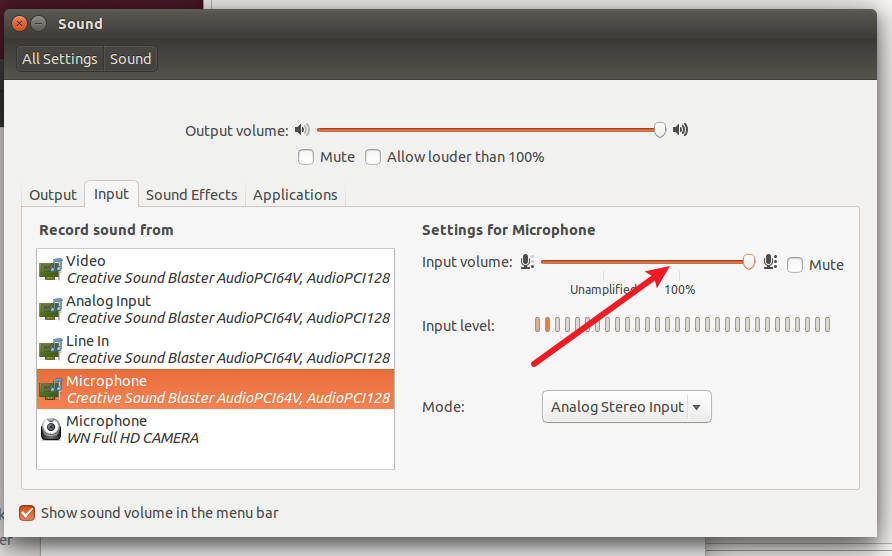 Sound
All Settings Sound
Output volume:
Mute Allow louder than 100%
Output Input Sound Effects Applications
Record sound from
Video
Creative Sound Blaster AudioPCI64V, AudioPCI128
Analog Input
Creative Sound Blaster AudioPCI64V, AudioPCI128
Line In
Creative Sound Blaster AudioPCI64V, AudioPCI128
Microphone
Creative Sound Blaster AudioPCI64V, AudioPCI128
Microphone
WN Full HD CAMERA
Settings for Microphone
Input volume: Mute
Unamplified 100%
Input level:
Mode: Analog Stereo Input
Show sound volume in the menu bar